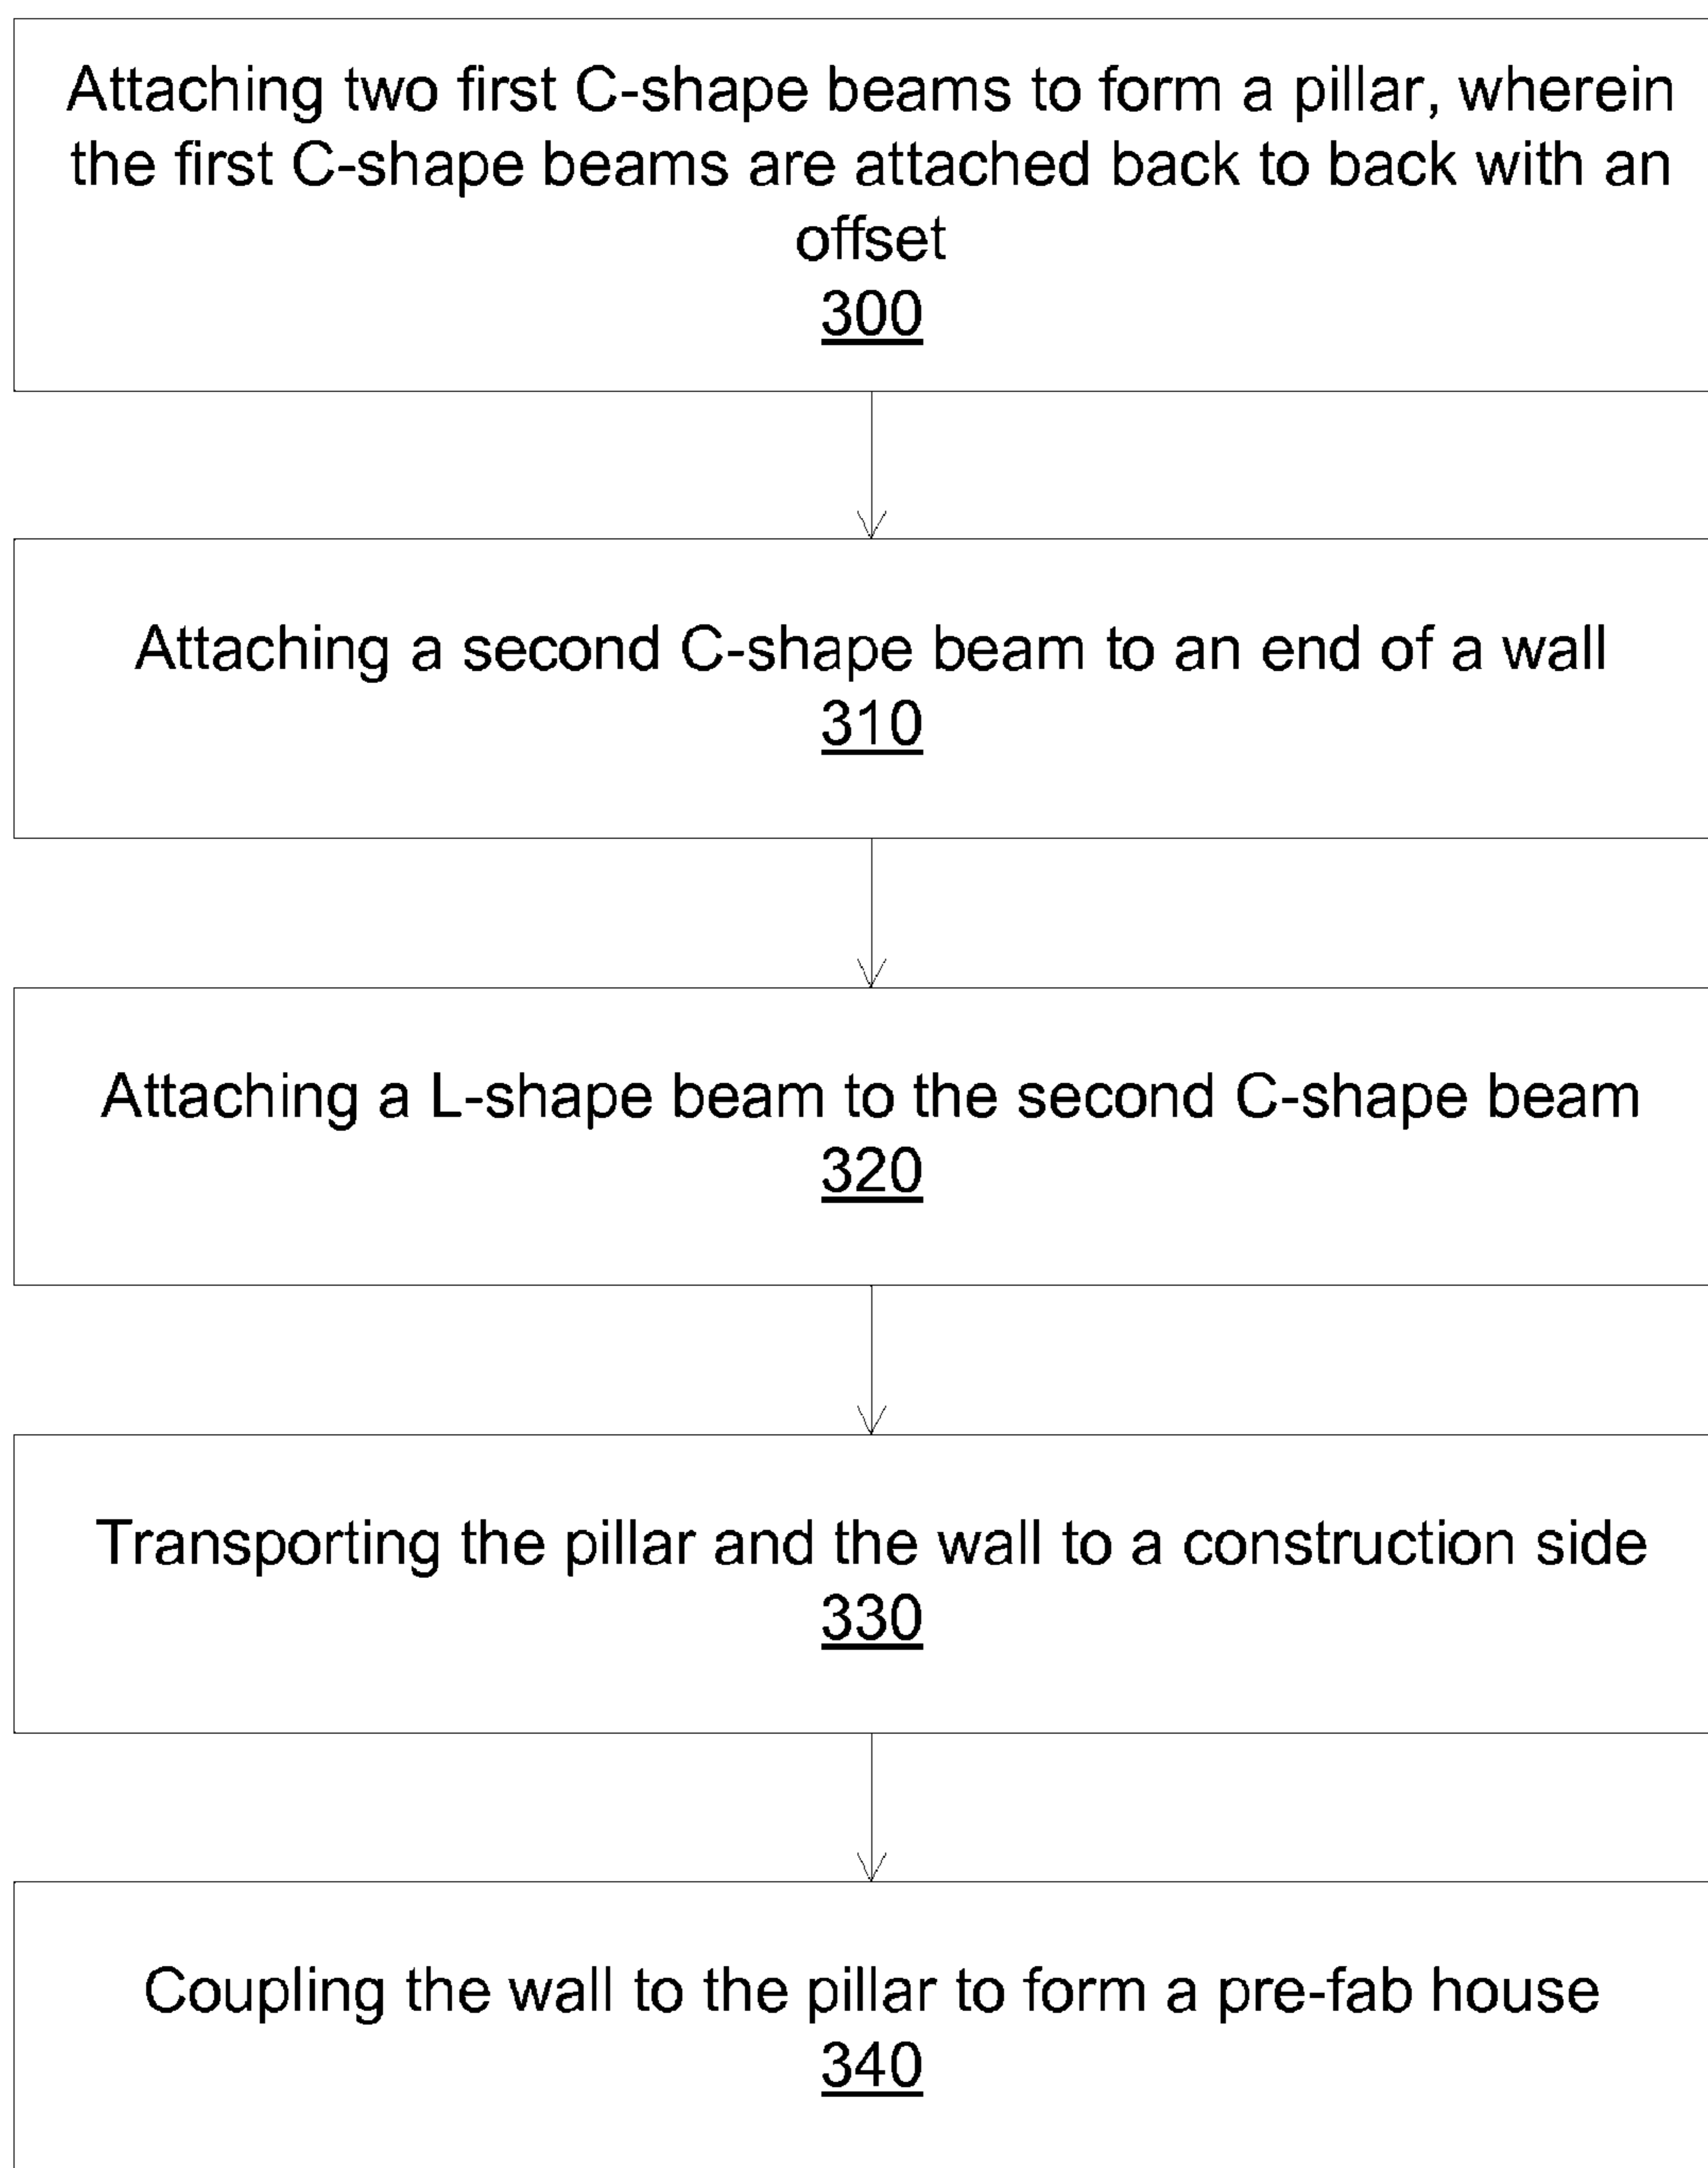 Attaching two first C-shape beams to form a pillar, wherein
the first C-shape beams are attached back to back with an
offset
300
Attaching a second C-shape beam to an end of a wall
310
Attaching a L-shape beam to the second C-shape beam
320
Transporting the pillar and the wall to a construction side
330
Coupling the wall to the pillar to form a pre-fab house
340